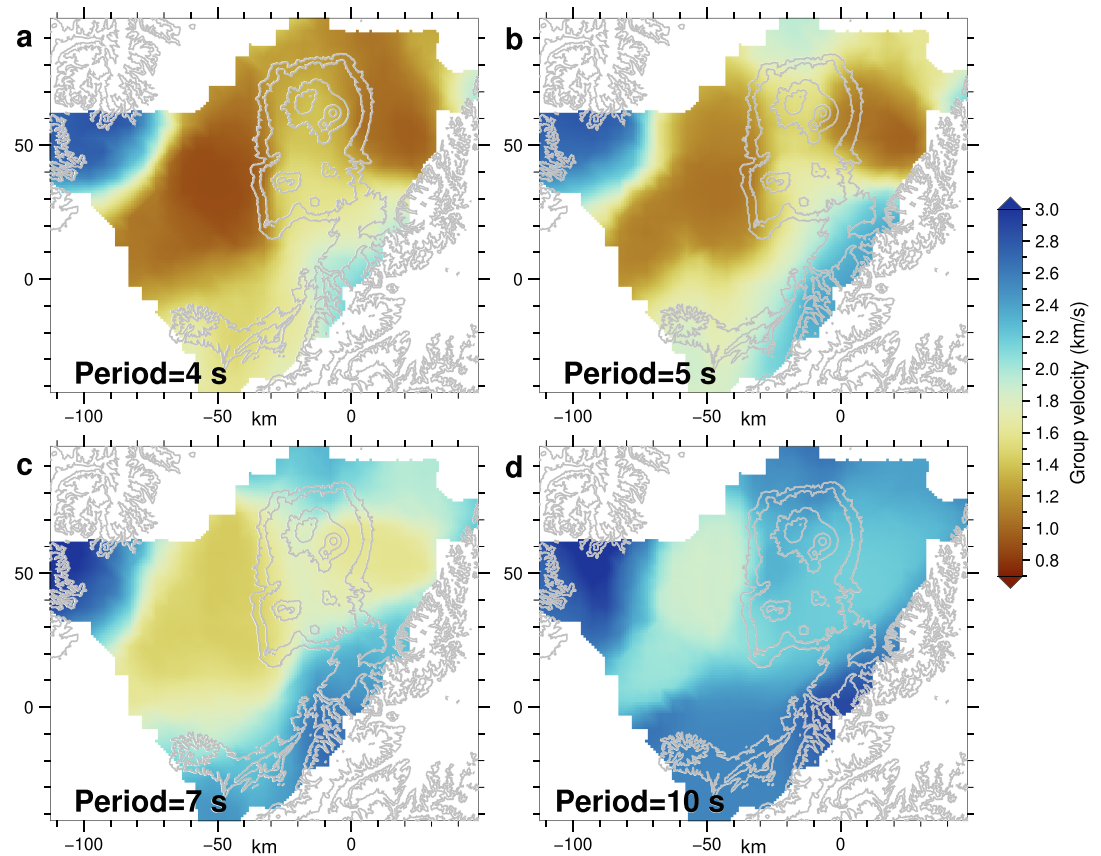 a
b
50
0
50
0
Period=4 s
Period=5 s
−100
−50
km
0
−100
−50
km
0
c
d
50
0
50
0
Period=7 s
Period=10 s
−100
−50
km
0
−100
−50
km
0
3.0
2.8
2.6
2.4
2.2
2.0
1.8
1.6
1.4
1.2
1.0
0.8
Group velocity (km/s)